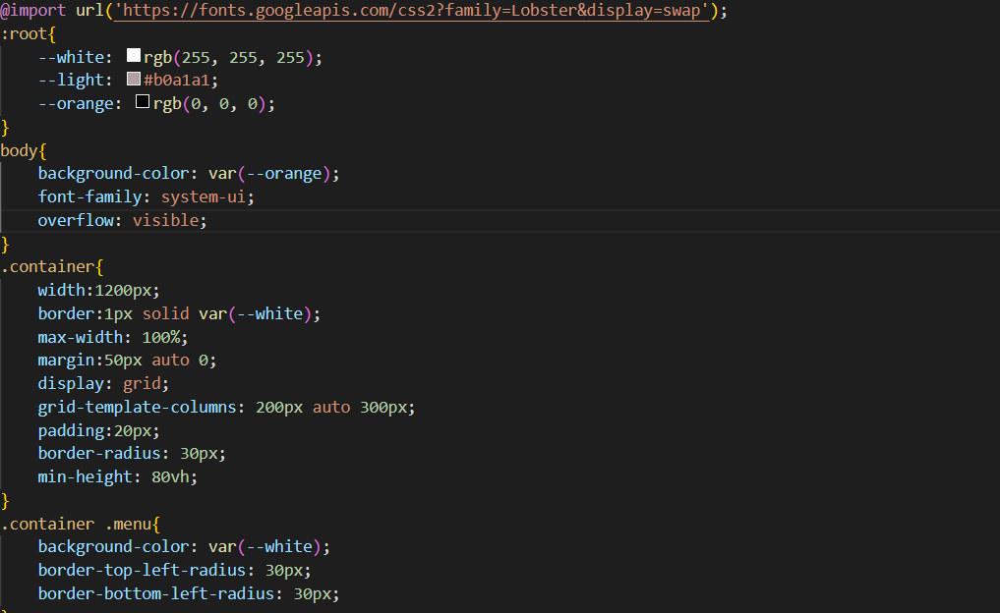 @import url('https://fonts.googleapis.com/css2?family=Lobster&display=swap');
:root{
    --white: rgb(255, 255, 255);
    --light: #b0a1a1;
    --orange: rgb(0, 0, 0);
}
body{
    background-color: var(--orange);
    font-family: system-ui;
    overflow: visible;
}
.container{
    width:1200px;
    border:1px solid var(--white);
    max-width: 100%;
    margin:50px auto 0;
    display: grid;
    grid-template-columns: 200px auto 300px;
    padding:20px;
    border-radius: 30px;
    min-height: 80vh;
}
.container .menu{
    background-color: var(--white);
    border-top-left-radius: 30px;
    border-bottom-left-radius: 30px;